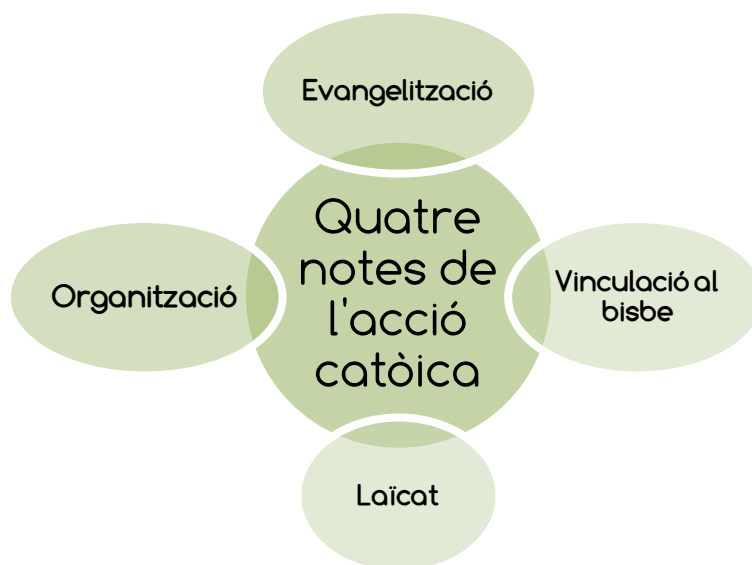 Evangelització
Quatre
notes de
l'acció
catòica
Organització
Vinculació al
bisbe
Laïcat